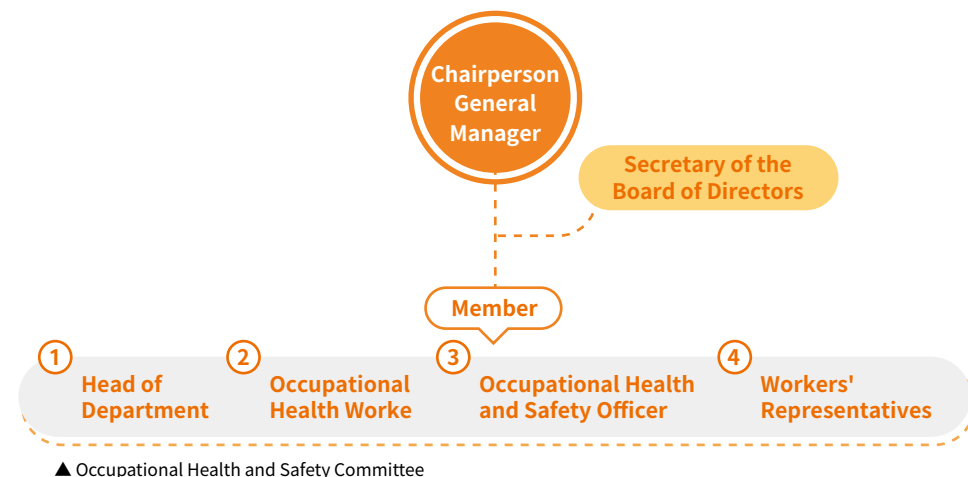 Chairperson
General
Manager
Secretary of the
Board of Directors
Member
1
Head of
Department
2
Occupational
Health Worke
3
Occupational Health
and Safety Officer
4
Workers'
Representatives
▲ Occupational Health and Safety Committee